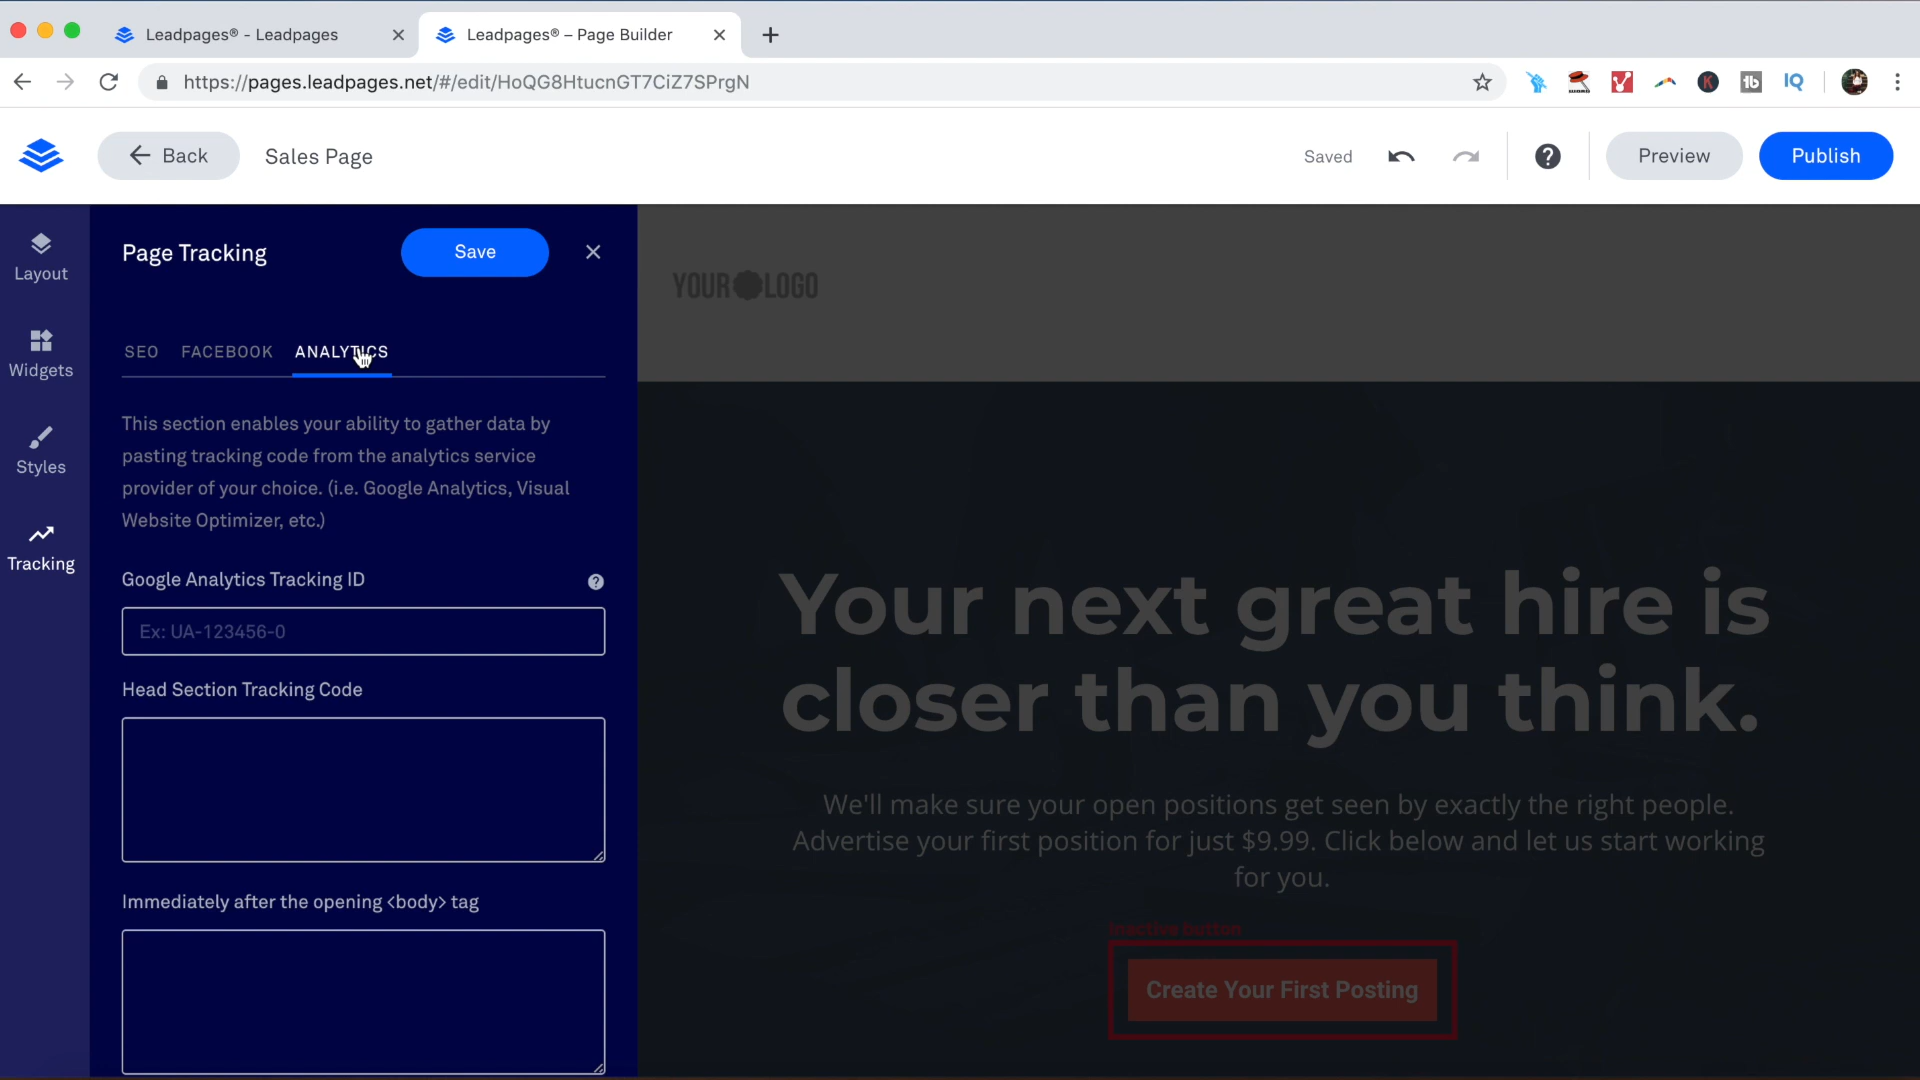 Leadpages® - Leadpages
Leadpages® – Page Builder
https://pages.leadpages.net/#/edit/HoQG8HtucnGT7CiZ7SPrgN
K
tb
IQ
Back
Sales Page
Saved
?
Preview
Publish
Layout
Widgets
Styles
Tracking
Page Tracking
Save
SEO
FACEBOOK
ANALYTICS
This section enables your ability to gather data by
pasting tracking code from the analytics service
provider of your choice. (i.e. Google Analytics, Visual
Website Optimizer, etc.)
Google Analytics Tracking ID
?
Ex: UA-123456-0
Head Section Tracking Code
Immediately after the opening <body> tag
YOUR LOGO
Your next great hire is
closer than you think.
We'll make sure your open positions get seen by exactly the right people.
Advertise your first position for just $9.99. Click below and let us start working
for you.
Inactive button
Create Your First Posting